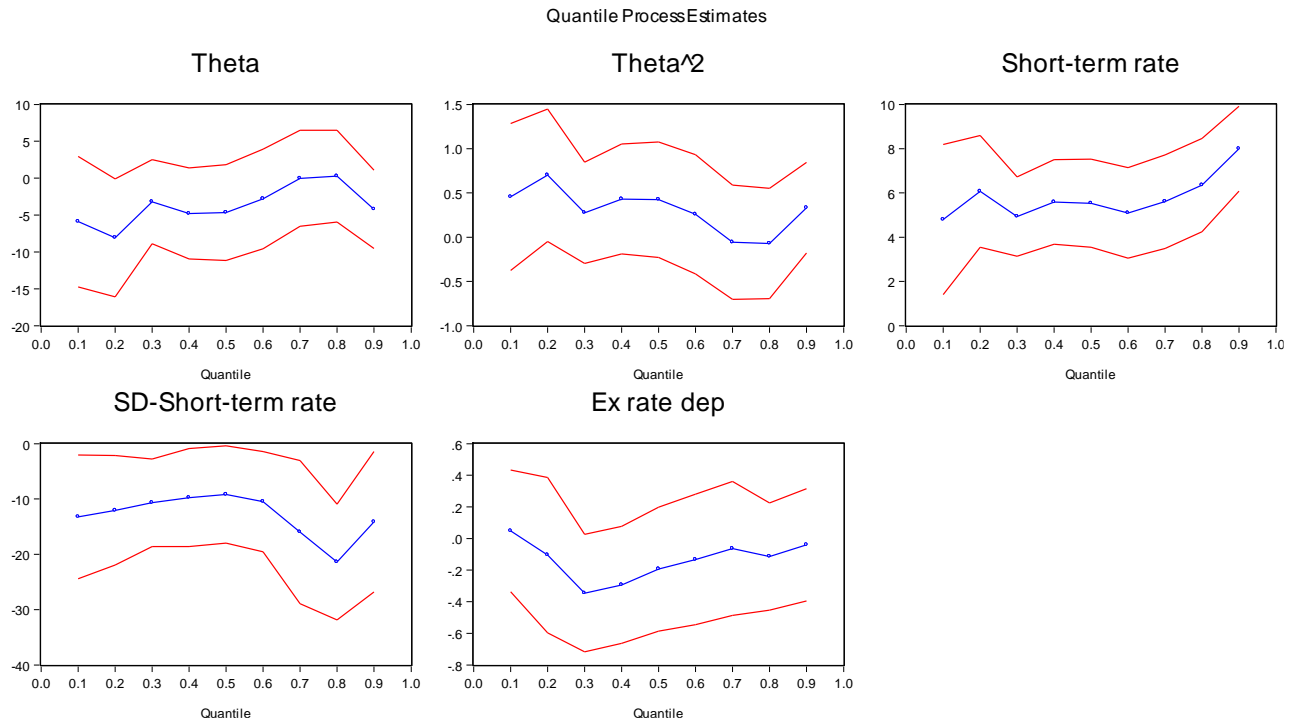 Quantile Process Estimates
Theta
Theta^2
Short-term rate
10
5
0
-5
-10
-15
-20
0.0 0.1 0.2 0.3 0.4 0.5 0.6 0.7 0.8 0.9 1.0
Quantile
1.5
1.0
0.5
0.0
-0.5
-1.0
0.0 0.1 0.2 0.3 0.4 0.5 0.6 0.7 0.8 0.9 1.0
Quantile
10
8
6
4
2
0
0.0 0.1 0.2 0.3 0.4 0.5 0.6 0.7 0.8 0.9 1.0
Quantile
SD-Short-term rate
Ex rate dep
0
-10
-20
-30
-40
0.0 0.1 0.2 0.3 0.4 0.5 0.6 0.7 0.8 0.9 1.0
Quantile
.6
.4
.2
.0
-.2
-.4
-.6
-.8
0.0 0.1 0.2 0.3 0.4 0.5 0.6 0.7 0.8 0.9 1.0
Quantile